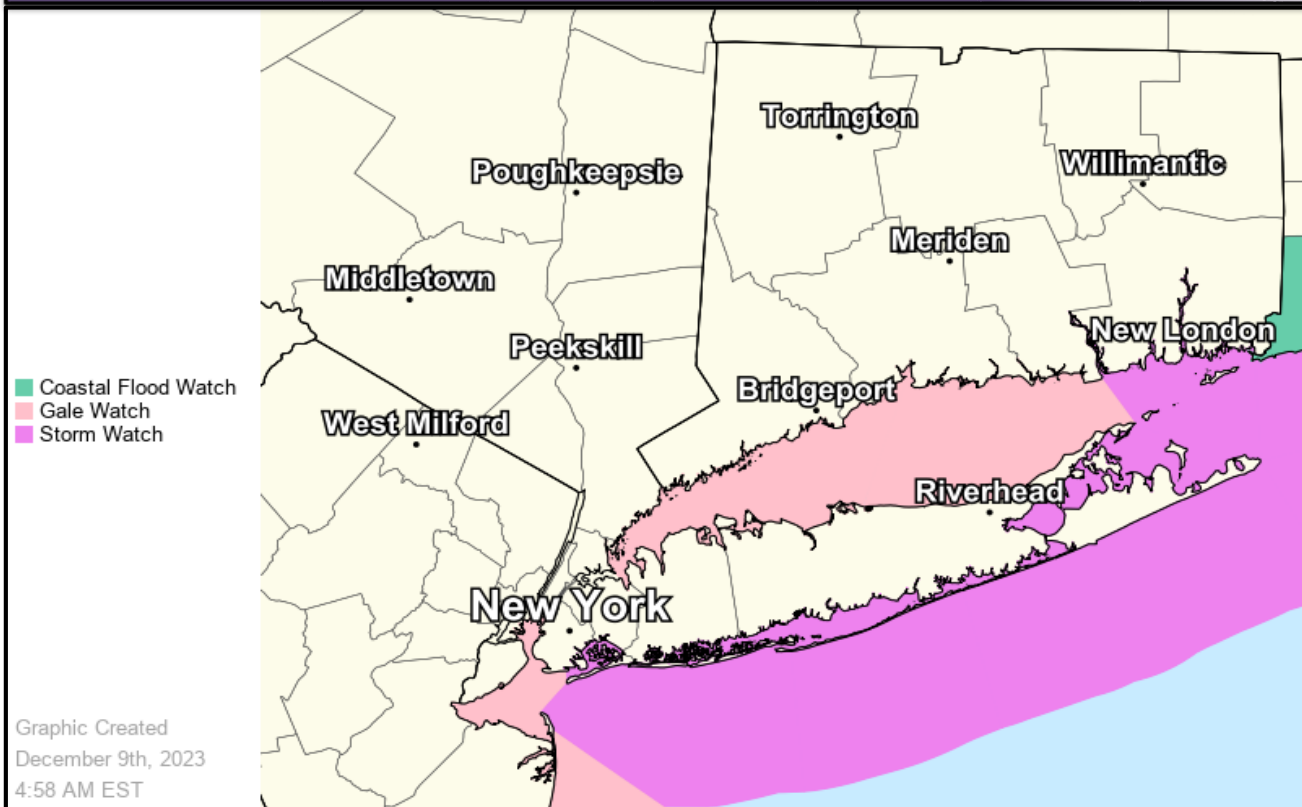 Torrington
Poughkeepsie
Willimantic
Meriden
Middletown
New London
Peekskill
Coastal Flood Watch
Gale Watch
Storm Watch
Bridgeport
West Milford
Riverhead
New York
Graphic Created
December 9th, 2023
4:58 AM EST